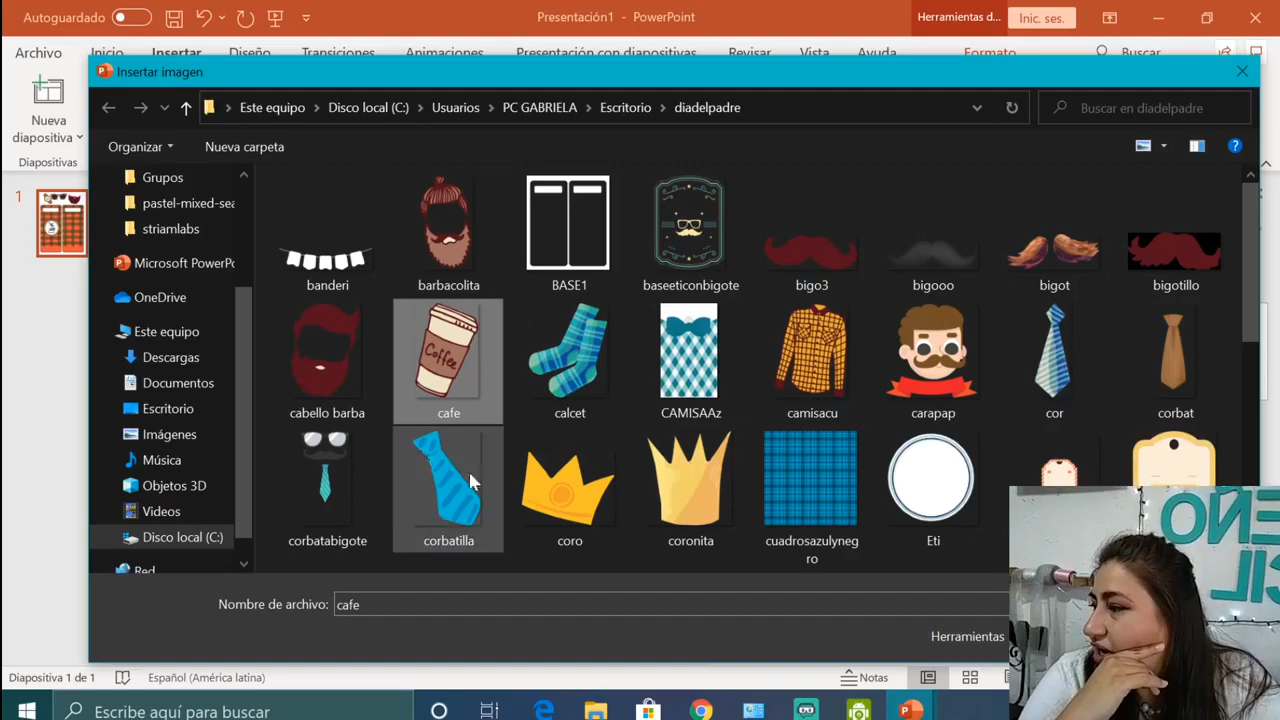 Autoguardado
Presentación1 - PowerPoint
Herramientas d...
Inic. ses.
Archivo Inicio Insertar Diseño Transiciones Animaciones Presentación con diapositivas Revisar Vista Ayuda Formato Buscar
Insertar imagen
Este equipo > Disco local (C:) > Usuarios > PC GABRIELA > Escritorio > diadelpadre
Buscar en diadelpadre
Nueva
diapositiva
Diapositivas
Organizar
Nueva carpeta
1
Grupos
pastel-mixed-sea
striamlabs
Microsoft PowerPo
OneDrive
Este equipo
Descargas
Documentos
Escritorio
Imágenes
Música
Objetos 3D
Videos
Disco local (C:)
Red
banderi barbacolita BASE1 baseeiticonbigote bigo3 bigooo bigot bigotillo
Coffee
cabello barba cafe calcet CAMISAAz camisacu carapap cor corbat
corbatabigote corbatilla coro coronita cuadrosazulyneg
ro Eti
Nombre de archivo: cafe
Herramientas
EÑO
CIL
Diapositiva 1 de 1
Español (América latina)
Notas
Escribe aquí para buscar